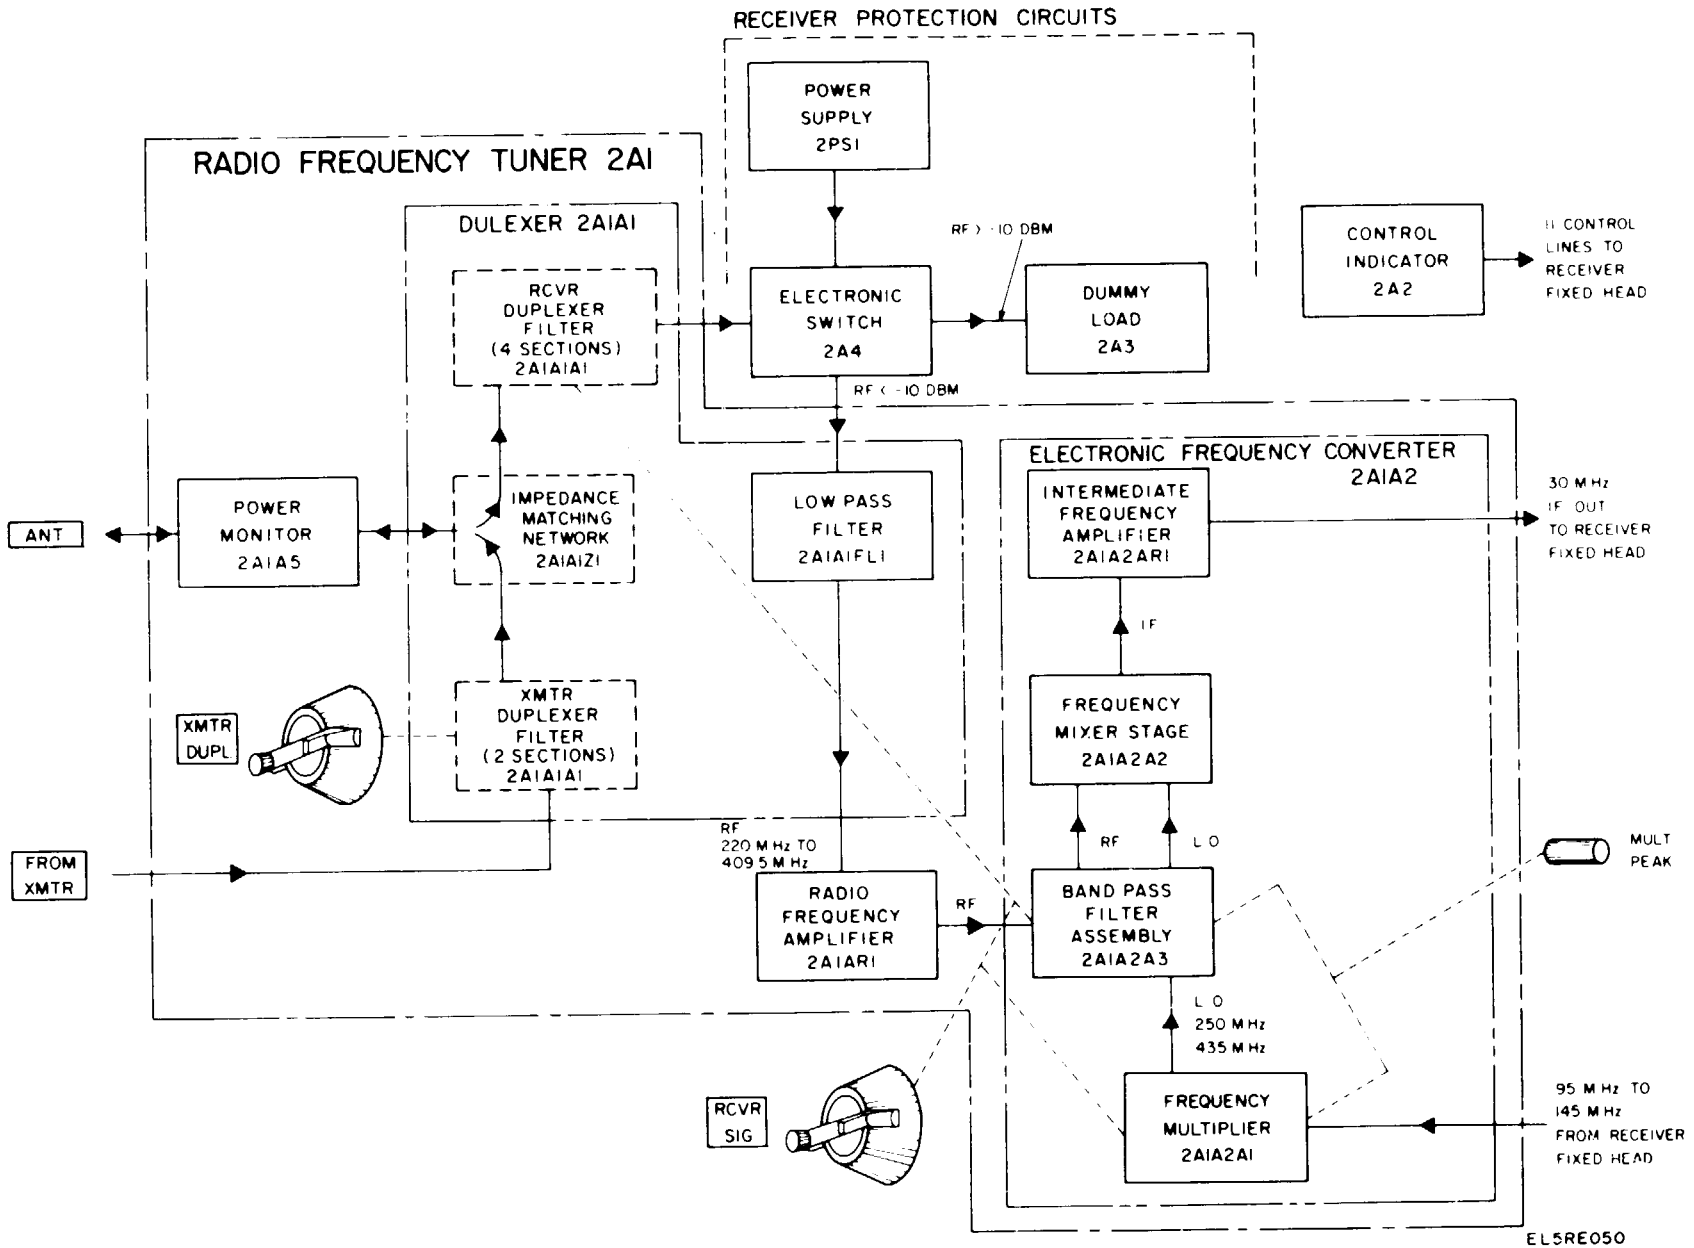 RECEIVER PROTECTION CIRCUITS
POWER
SUPPLY
2PS1
RADIO FREQUENCY TUNER 2A1
DULEXER 2A1A1
RCVR
DUPLEXER
FILTER
(4 SECTIONS)
2A1A1A1
ELECTRONIC
SWITCH
2A4
RF > -10 DBM
DUMMY
LOAD
2A3
CONTROL
INDICATOR
2A2
11 CONTROL
LINES TO
RECEIVER
FIXED HEAD
RF < -10 DBM
ANT
POWER
MONITOR
2A1A5
IMPEDANCE
MATCHING
NETWORK
2A1A1Z1
LOW PASS
FILTER
2A1A1FL1
ELECTRONIC FREQUENCY CONVERTER
2A1A2
INTERMEDIATE
FREQUENCY
AMPLIFIER
2A1A2AR1
30 MHz
IF OUT
TO RECEIVER
FIXED HEAD
IF
XMTR
DUPL
XMTR
DUPLEXER
FILTER
(2 SECTIONS)
2A1A1A1
FREQUENCY
MIXER STAGE
2A1A2A2
RF
LO
FROM
XMTR
RF
220 MHz TO
409.5 MHz
RADIO
FREQUENCY
AMPLIFIER
2A1AR1
RF
BAND PASS
FILTER
ASSEMBLY
2A1A2A3
MULT
PEAK
LO
250 MHz
435 MHz
RCVR
SIG
FREQUENCY
MULTIPLIER
2A1A2A1
95 MHz TO
145 MHz
FROM RECEIVER
FIXED HEAD
EL5RE050